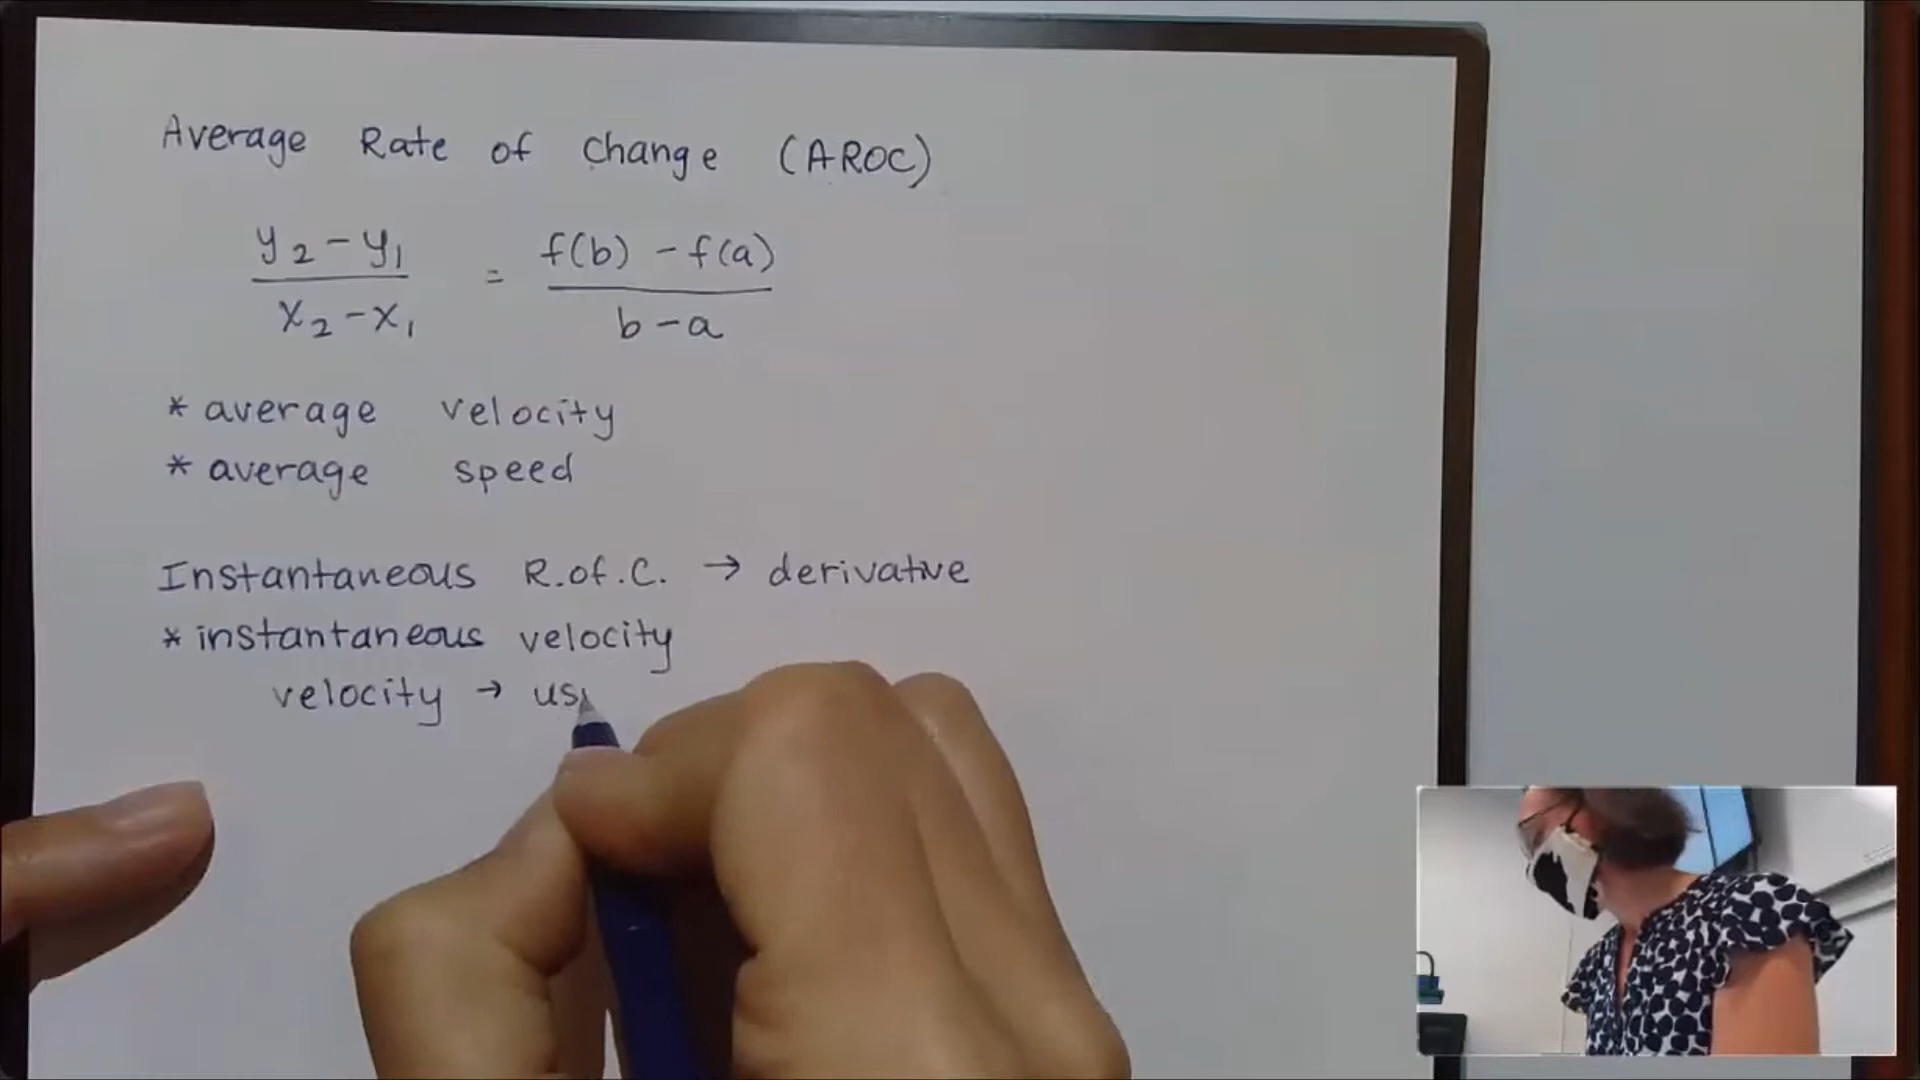 Average Rate of Change (AROC)
y₂-y₁ / x₂-x₁ = f(b) - f(a) / b-a
* average velocity
* average speed
Instantaneous R.of.C. → derivative
* instantaneous velocity
velocity → us